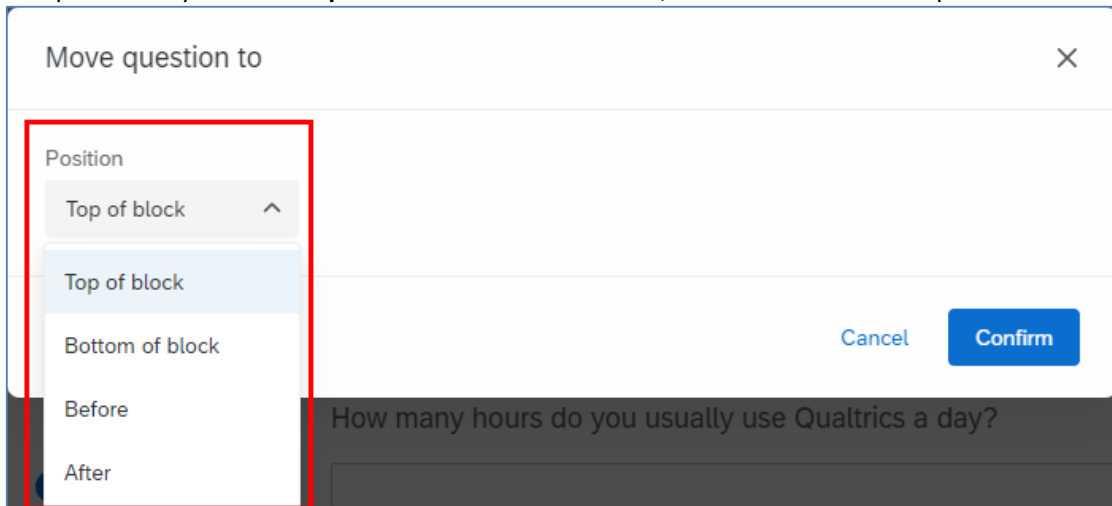 Move question to
Position
Top of block
Top of block
Bottom of block
Before
After
Cancel
Confirm
How many hours do you usually use Qualtrics a day?